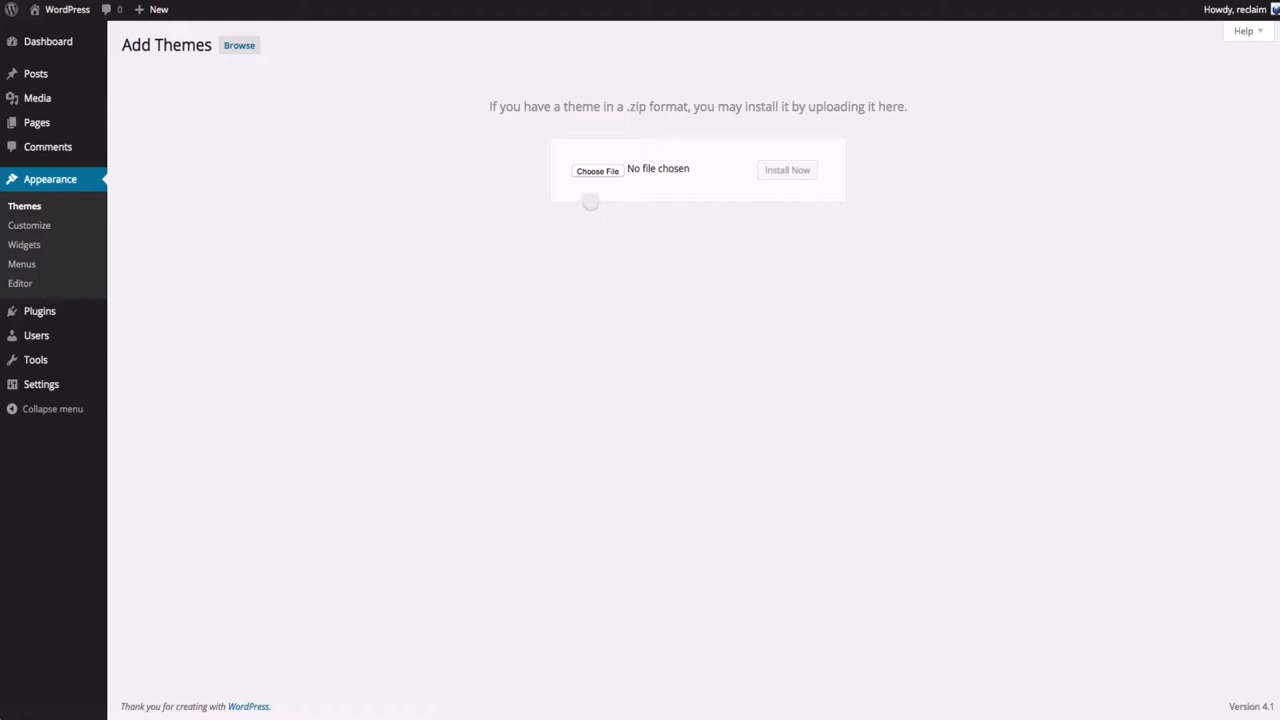 WordPress 0 New Howdy, reclaim
Add Themes Browse Help
Dashboard
Posts
Media
Pages
Comments
Appearance
Themes
Customize
Widgets
Menus
Editor
Plugins
Users
Tools
Settings
Collapse menu
If you have a theme in a .zip format, you may install it by uploading it here.
Choose File No file chosen Install Now
Thank you for creating with WordPress. Version 4.1